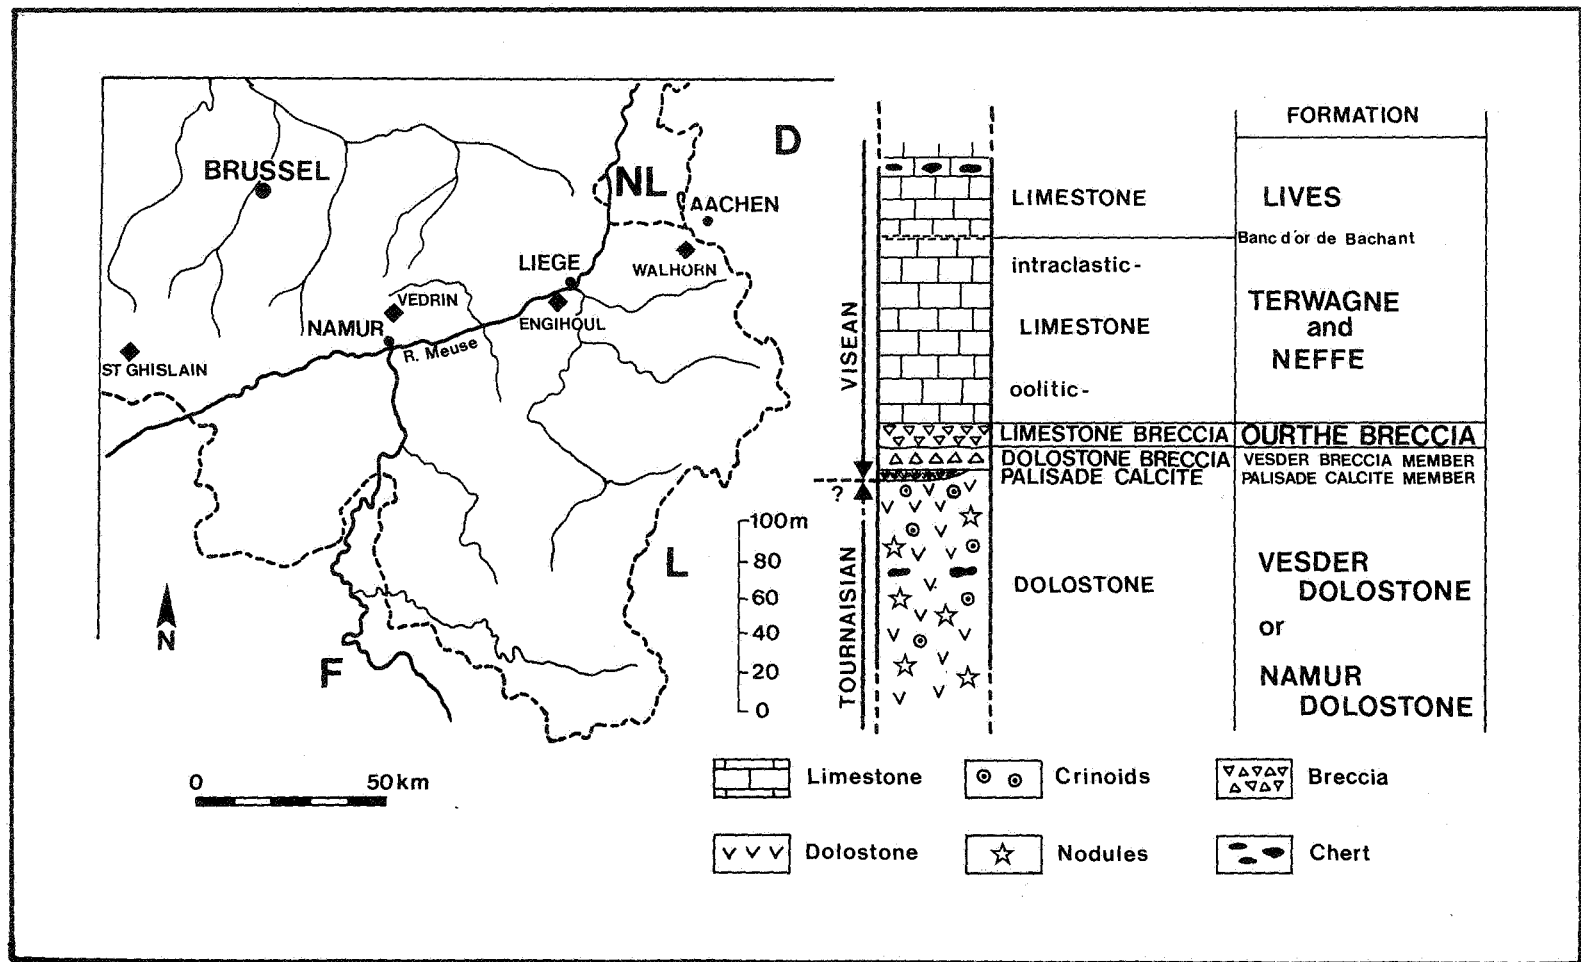 D
BRUSSEL
NL
AACHEN
LIEGE
WALHORN
VEDRIN
ENGIHOUL
NAMUR
R. Meuse
ST GHISLAIN
L
F
N
0 50 km
100 m
80
60
40
20
0
VISEAN
?
TOURNAISIAN
FORMATION
LIMESTONE
LIVES
Banc d'or de Bachant
intraclastic-
LIMESTONE
oolitic-
TERWAGNE
and
NEFFE
LIMESTONE BRECCIA
OURTHE BRECCIA
DOLOSTONE BRECCIA
VESDER BRECCIA MEMBER
PALISADE CALCITE
PALISADE CALCITE MEMBER
DOLOSTONE
VESDER
DOLOSTONE
or
NAMUR
DOLOSTONE
Limestone
Crinoids
Breccia
Dolostone
Nodules
Chert